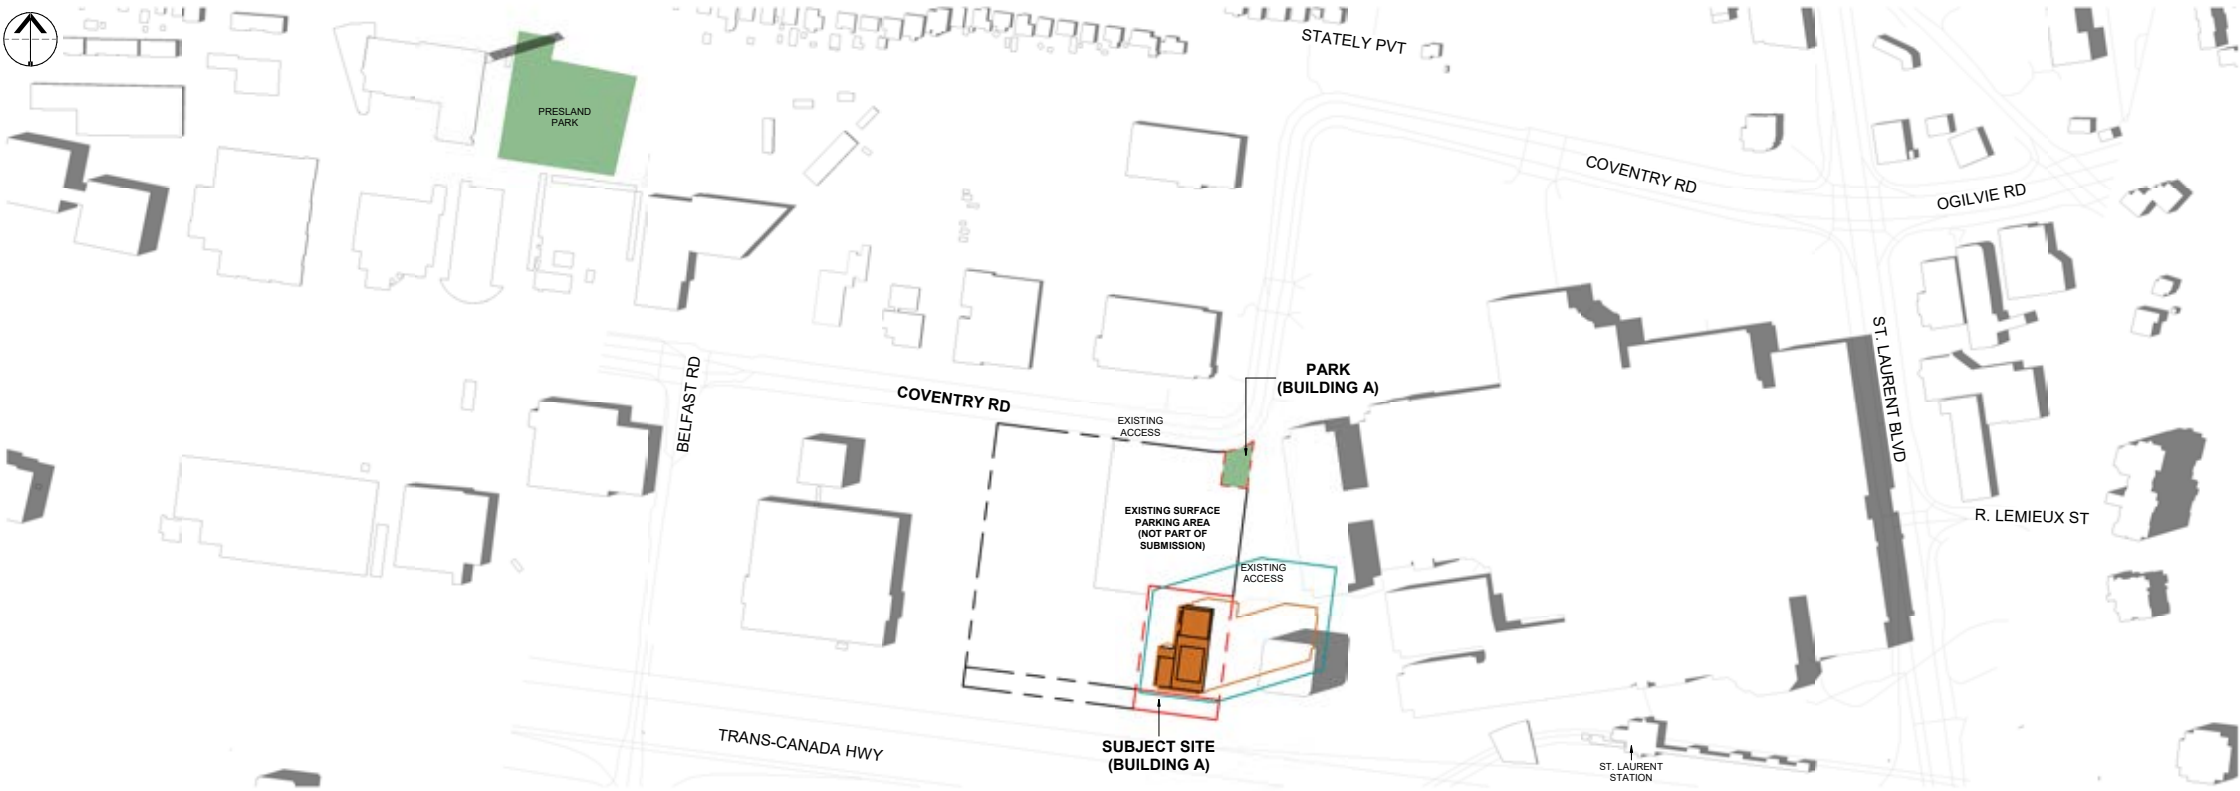 STATELY PVT
PRESLAND
PARK
COVENTRY RD
OGILVIE RD
ST. LAURENT BLVD
BELFAST RD
PARK
(BUILDING A)
COVENTRY RD
EXISTING
ACCESS
EXISTING SURFACE
PARKING AREA
(NOT PART OF
SUBMISSION)
R. LEMIEUX ST
EXISTING
ACCESS
TRANS-CANADA HWY
SUBJECT SITE
(BUILDING A)
ST. LAURENT
STATION